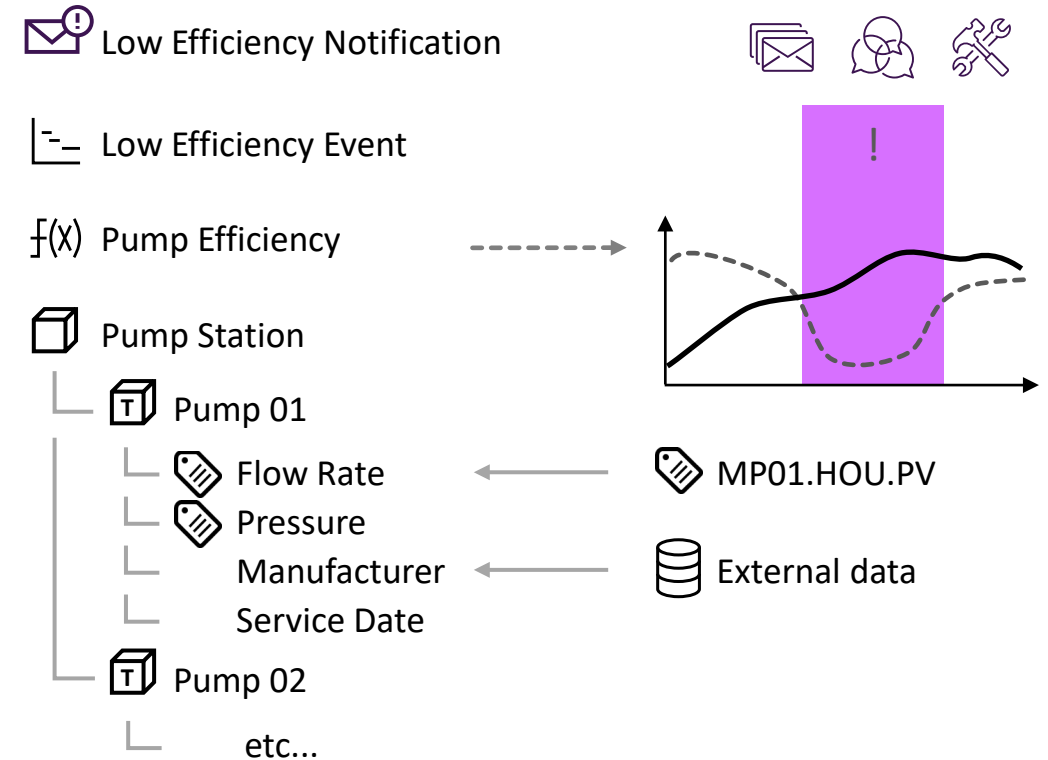 Low Efficiency Notification
Low Efficiency Event
!
f(x) Pump Efficiency
Pump Station
T Pump 01
Flow Rate
MP01.HOU.PV
Pressure
Manufacturer
External data
Service Date
T Pump 02
etc...